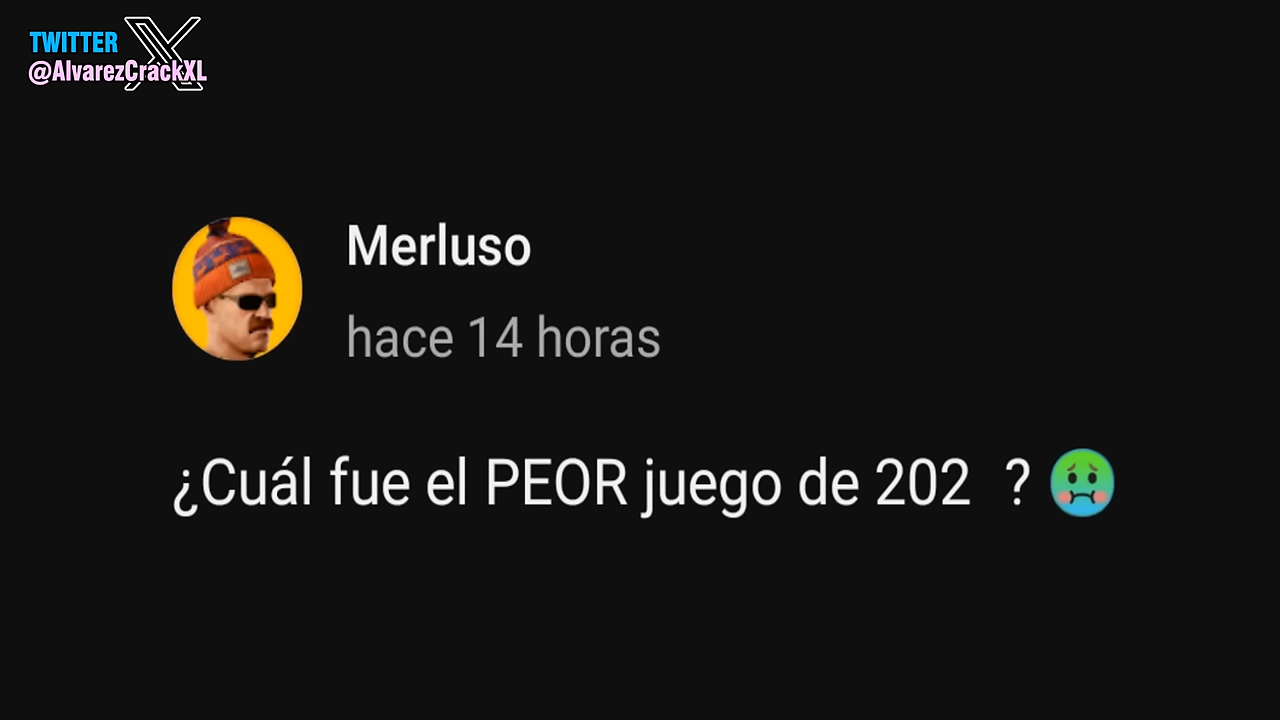 TWITTER
@AlvarezCrackXL
Merluso
hace 14 horas
¿Cuál fue el PEOR juego de 202 ? 🤢